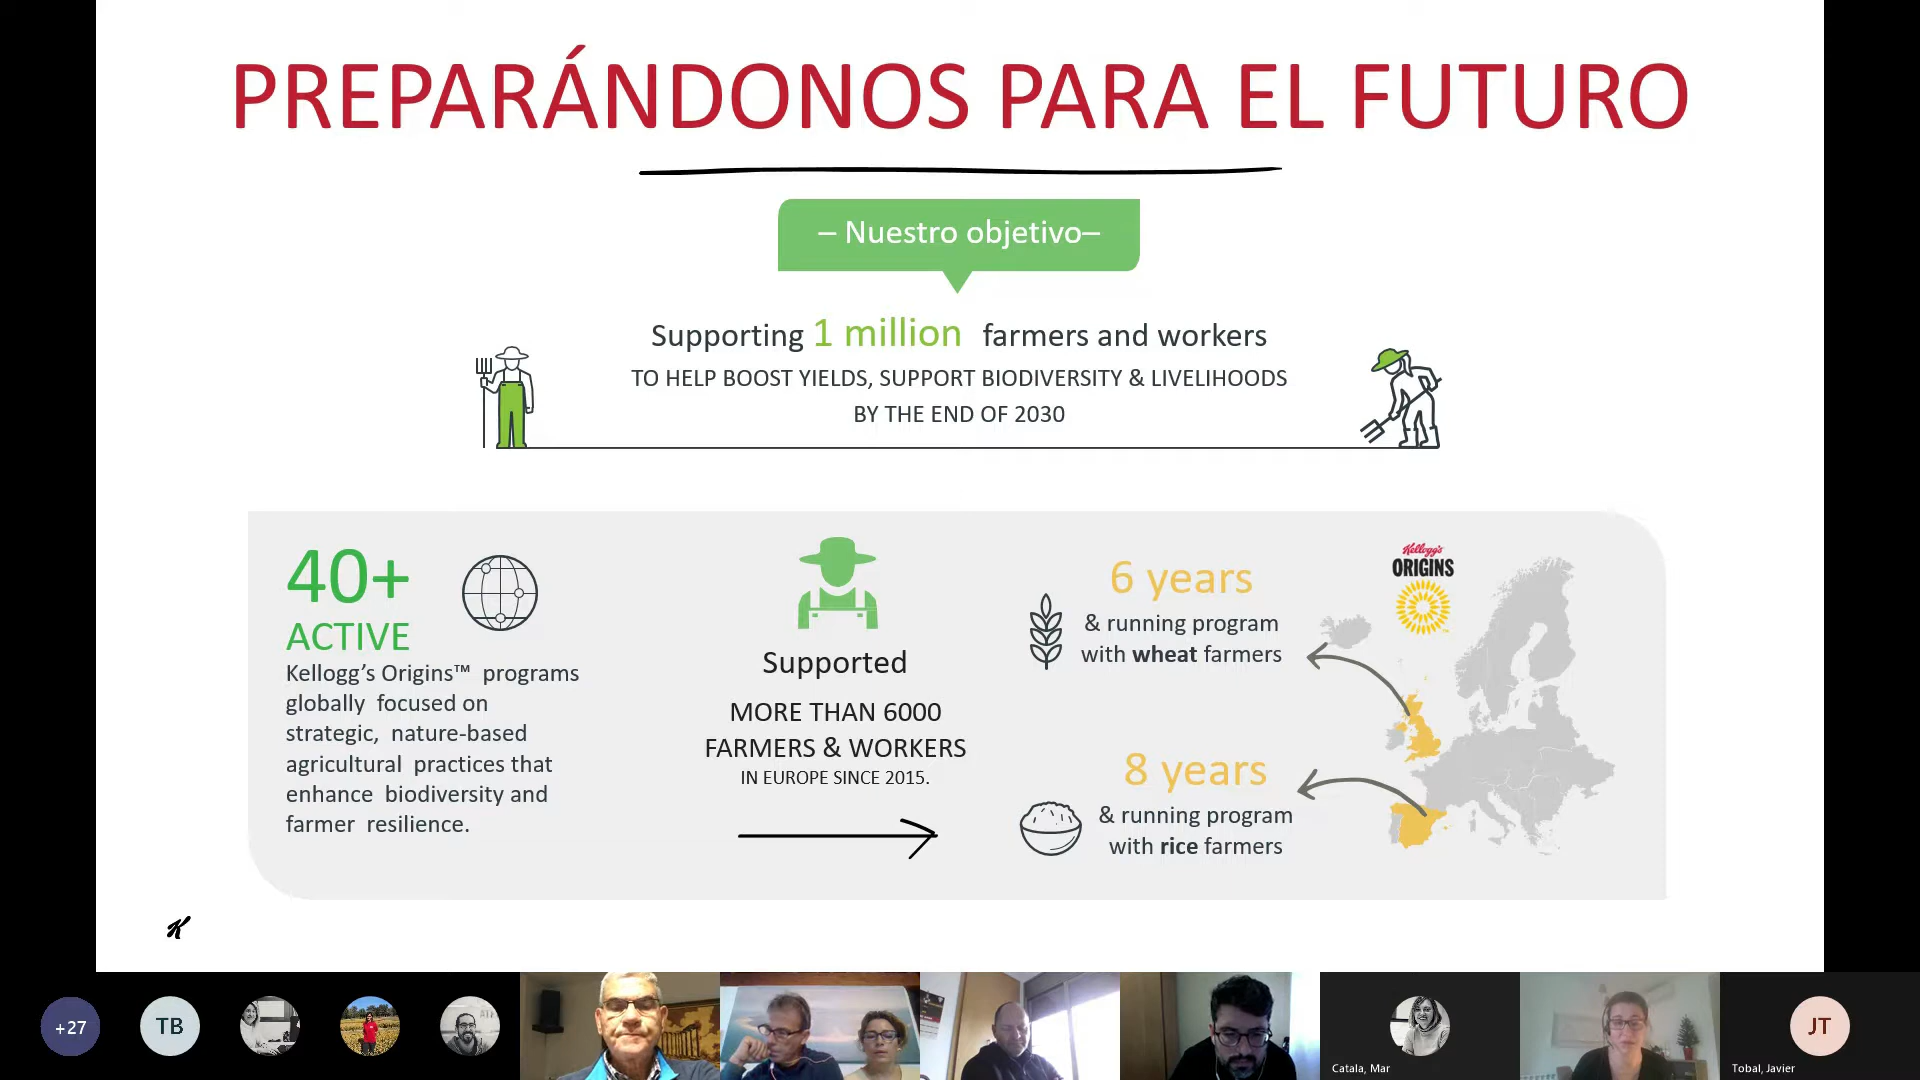 PREPARÁNDONOS PARA EL FUTURO
– Nuestro objetivo–
Supporting 1 million farmers and workers
TO HELP BOOST YIELDS, SUPPORT BIODIVERSITY & LIVELIHOODS
BY THE END OF 2030
40+
ACTIVE
Kellogg's Origins™ programs
globally focused on
strategic, nature-based
agricultural practices that
enhance biodiversity and
farmer resilience.
Supported
MORE THAN 6000
FARMERS & WORKERS
IN EUROPE SINCE 2015.
6 years
& running program
with wheat farmers
8 years
& running program
with rice farmers
Kellogg's
ORIGINS
K
+27
TB
Catala, Mar
JT
Tobal, Javier